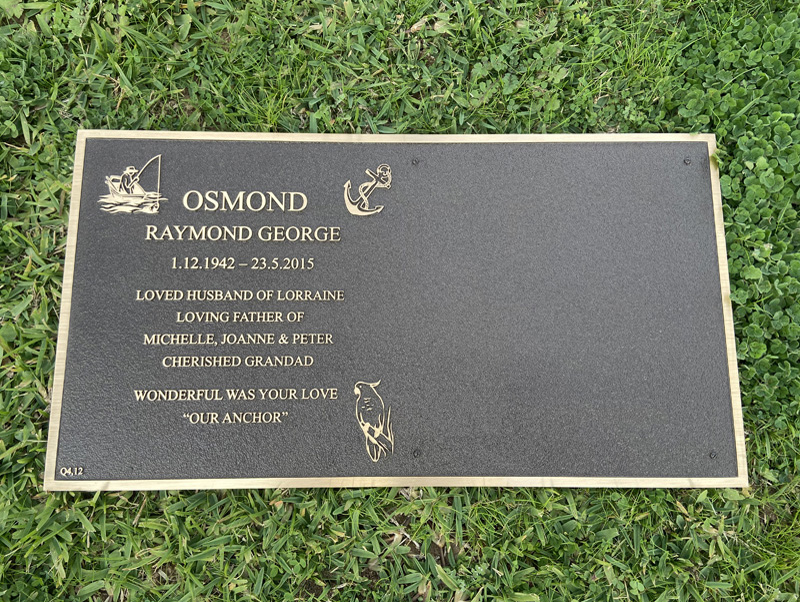 OSMOND
RAYMOND GEORGE
1.12.1942 – 23.5.2015
LOVED HUSBAND OF LORRAINE
LOVING FATHER OF
MICHELLE, JOANNE & PETER
CHERISHED GRANDAD
WONDERFUL WAS YOUR LOVE
“OUR ANCHOR”
Q4,12